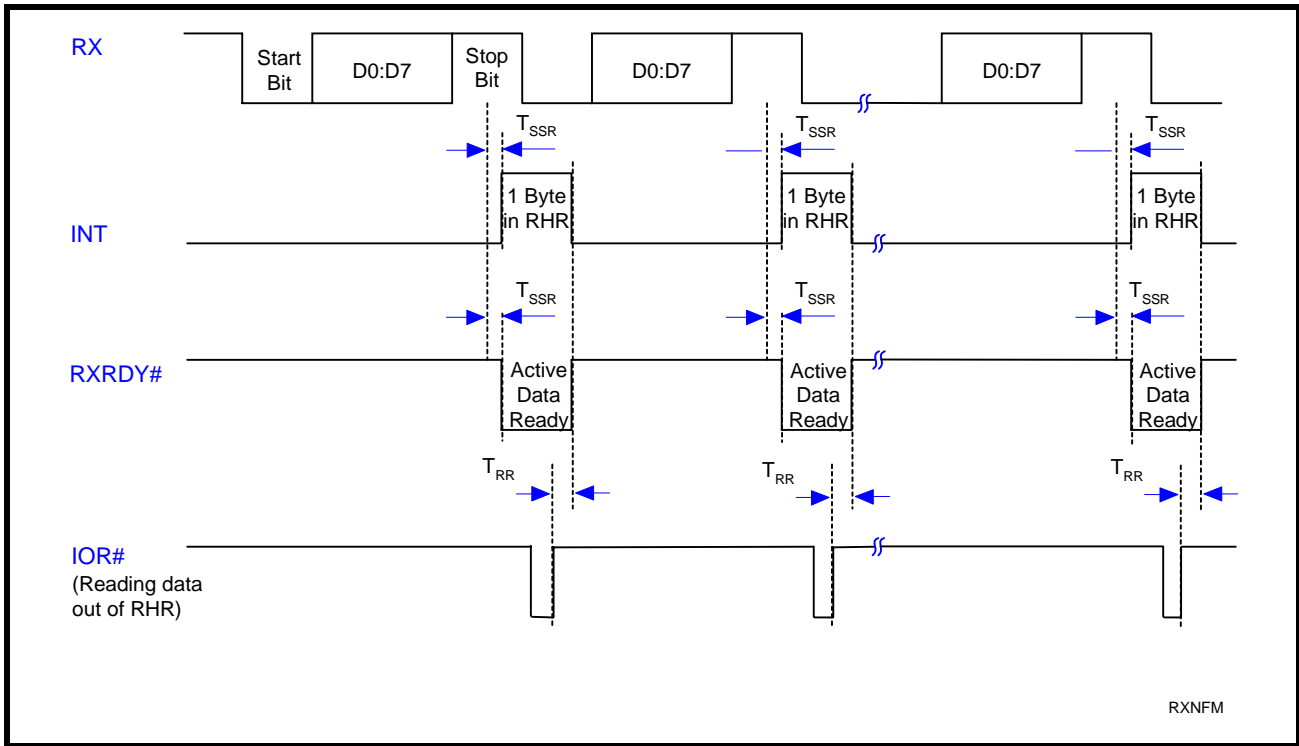 RX
Start
Bit
D0:D7
Stop
Bit
D0:D7
D0:D7
TSSR
TSSR
TSSR
INT
1 Byte
in RHR
1 Byte
in RHR
1 Byte
in RHR
TSSR
TSSR
TSSR
RXRDY#
Active
Data
Ready
Active
Data
Ready
Active
Data
Ready
TRR
TRR
TRR
IOR#
(Reading data
out of RHR)
RXNFM